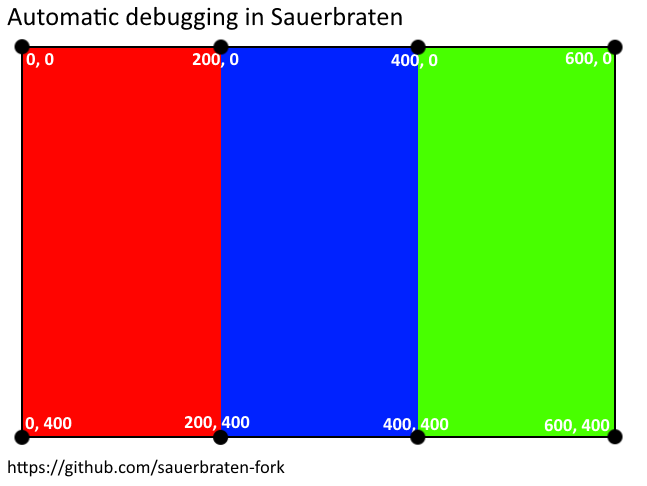 Automatic debugging in Sauerbraten
0, 0 200, 0 400, 0 600, 0
0, 400 200, 400 400, 400 600, 400
https://github.com/sauerbraten-fork